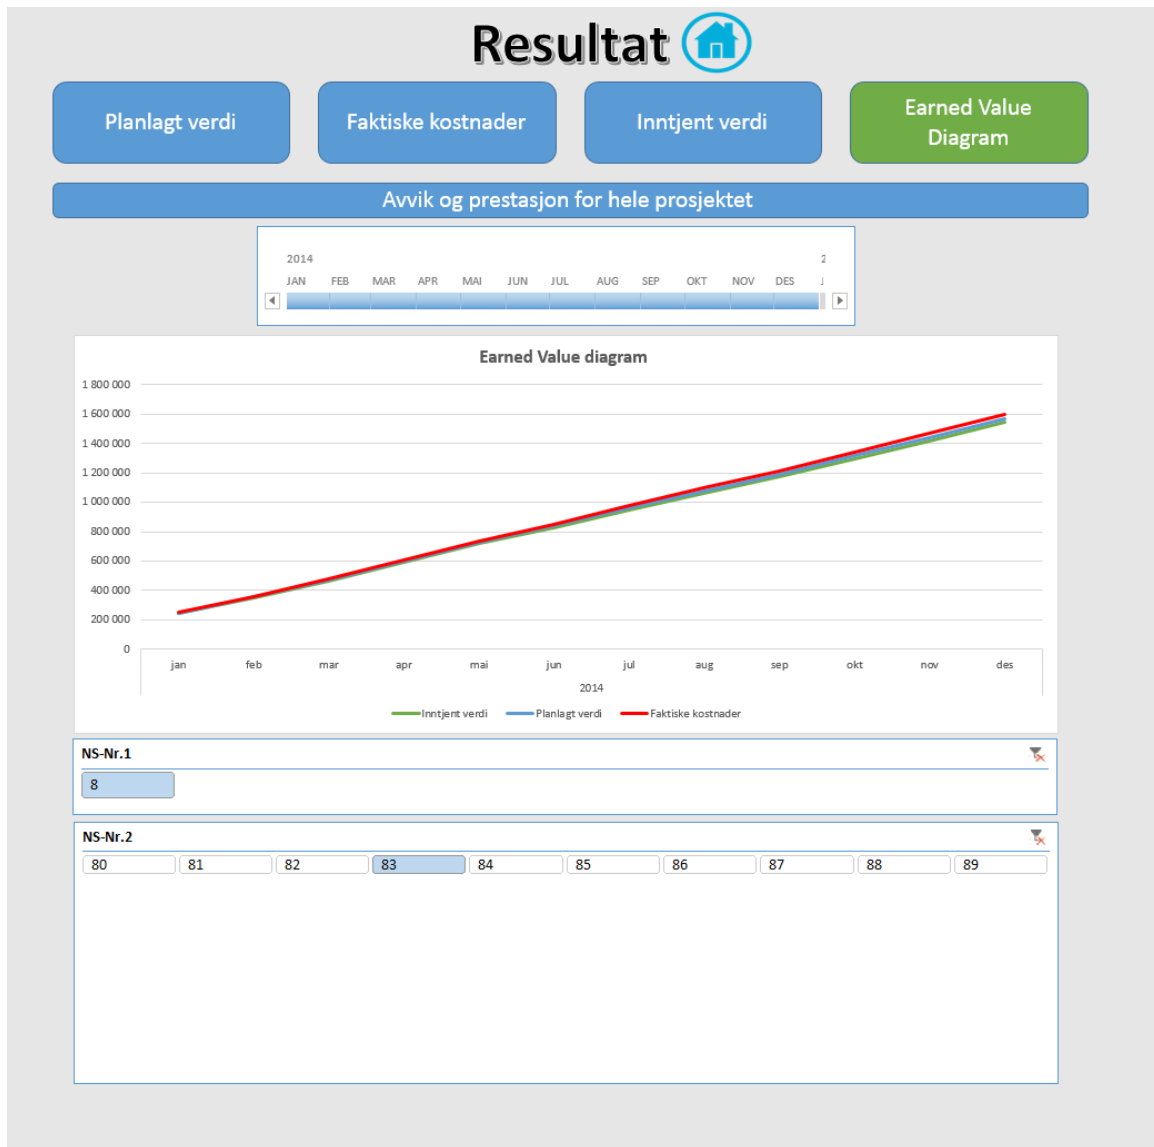 Resultat
Planlagt verdi
Faktiske kostnader
Inntjent verdi
Earned Value
Diagram
Avvik og prestasjon for hele prosjektet
2014 2
JAN FEB MAR APR MAI JUN JUL AUG SEP OKT NOV DES J
Earned Value diagram
1 800 000
1 600 000
1 400 000
1 200 000
1 000 000
800 000
600 000
400 000
200 000
0
jan feb mar apr mai jun jul aug sep okt nov des
2014
Inntjent verdi Planlagt verdi Faktiske kostnader
NS-Nr.1
8
NS-Nr.2
80 81 82 83 84 85 86 87 88 89